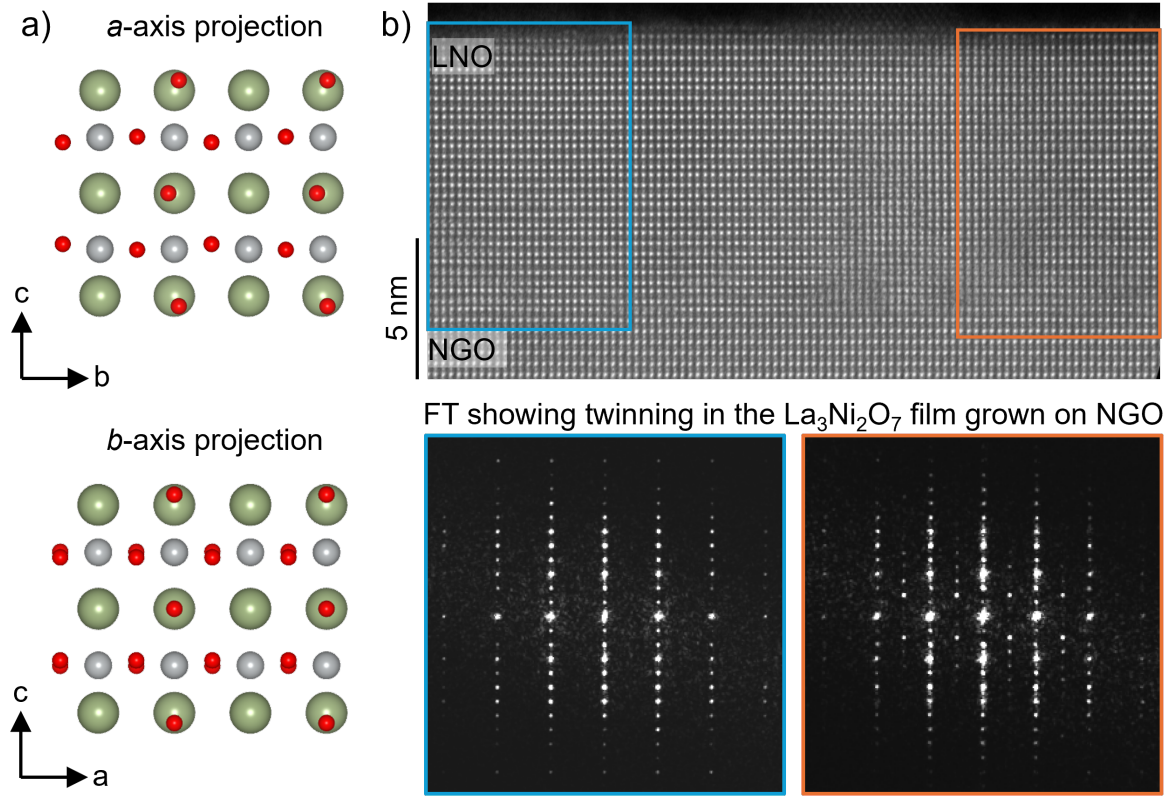 a)
a-axis projection
c
b
b-axis projection
c
a
b)
LNO
5 nm
NGO
FT showing twinning in the La₃Ni₂O₇ film grown on NGO